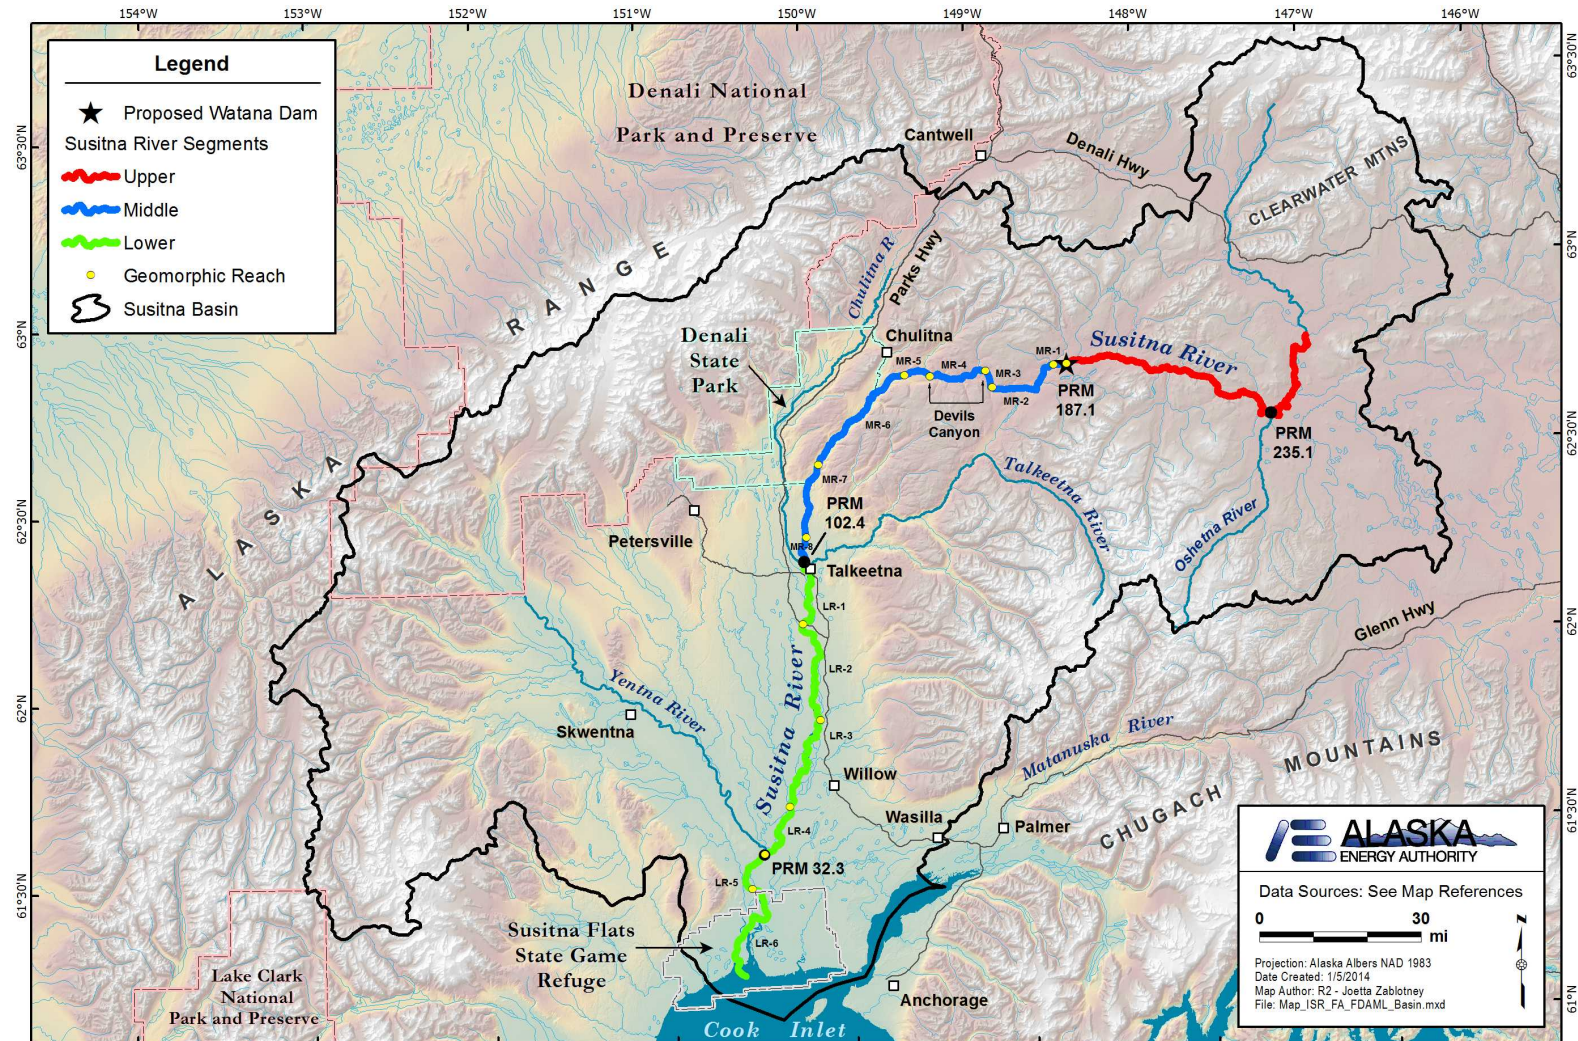 154°W
153°W
152°W
151°W
150°W
149°W
148°W
147°W
146°W
63°30'N
63°N
62°30'N
62°N
61°30'N
63°30'N
63°N
62°30'N
62°N
61°30'N
61°N
Legend
Proposed Watana Dam
Susitna River Segments
Upper
Middle
Lower
Geomorphic Reach
Susitna Basin
Denali National
Park and Preserve
Cantwell
Denali Hwy
CLEARWATER MTNS
ALASKA RANGE
Chulitna R
Parks Hwy
Denali
State
Park
Chulitna
MR-5
MR-4
MR-3
MR-2
MR-1
Susitna River
PRM
187.1
Devils
Canyon
PRM
235.1
MR-6
MR-7
PRM
102.4
MR-8
Talkeetna River
Oshetna River
Petersville
Talkeetna
LR-1
LR-2
LR-3
LR-4
LR-5
LR-6
Susitna River
Yentna River
Skwentna
Willow
Wasilla
Palmer
Glenn Hwy
Matanuska River
CHUGACH MOUNTAINS
PRM 32.3
Susitna Flats
State Game
Refuge
Lake Clark
National
Park and Preserve
Anchorage
Cook Inlet
ALASKA
ENERGY AUTHORITY
Data Sources: See Map References
0 30
mi
N
Projection: Alaska Albers NAD 1983
Date Created: 1/5/2014
Map Author: R2 - Joetta Zablotney
File: Map_ISR_FA_FDAML_Basin.mxd